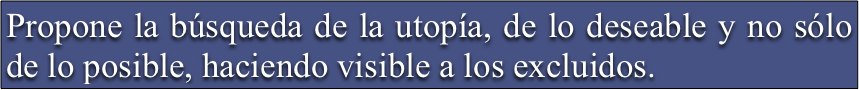 Propone la búsqueda de la utopía, de lo deseable y no sólo
de lo posible, haciendo visible a los excluidos.